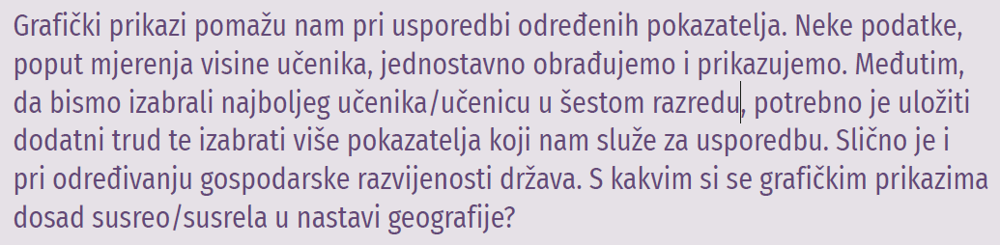 Grafički prikazi pomažu nam pri usporedbi određenih pokazatelja. Neke podatke,
poput mjerenja visine učenika, jednostavno obrađujemo i prikazujemo. Međutim,
da bismo izabrali najboljeg učenika/učenicu u šestom razredu, potrebno je uložiti
dodatni trud te izabrati više pokazatelja koji nam služe za usporedbu. Slično je i
pri određivanju gospodarske razvijenosti država. S kakvim si se grafičkim prikazima
dosad susreo/susrela u nastavi geografije?